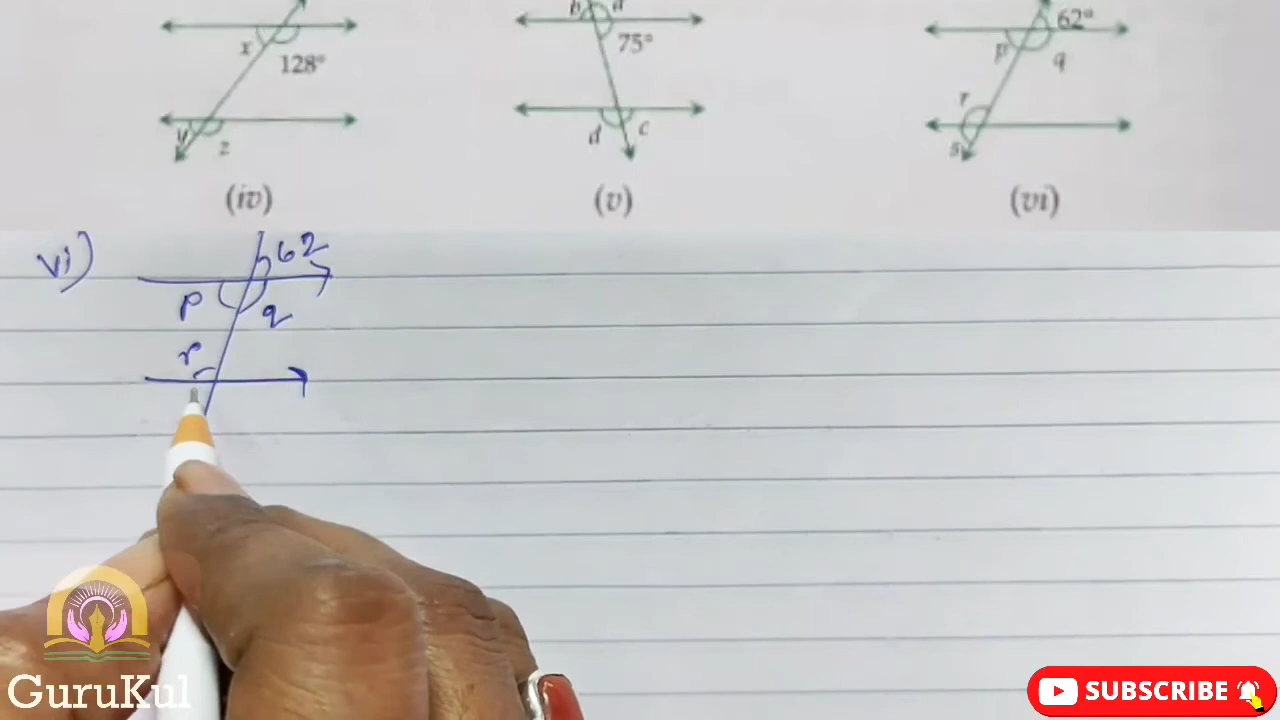 b a 62°
x 128° 75° p q
r
y z d c s
(iv) (v) (vi)
vi) 62
p q
r
GuruKul
SUBSCRIBE